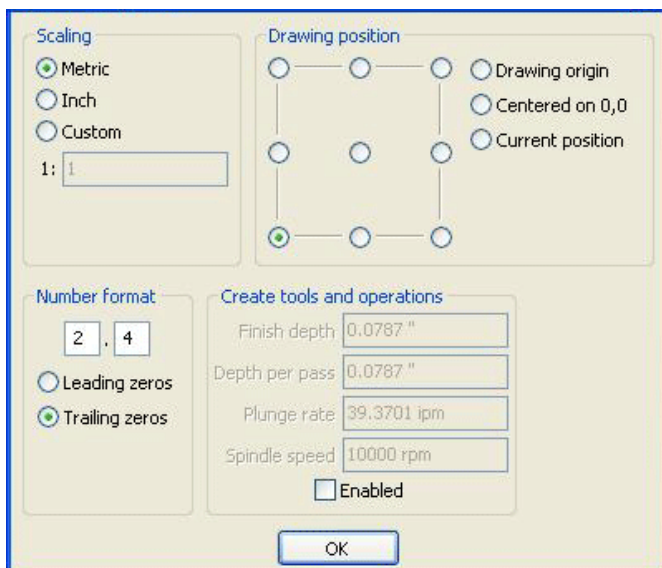 Scaling
Metric
Inch
Custom
1: 1
Drawing position
Drawing origin
Centered on 0,0
Current position
Number format
2 . 4
Leading zeros
Trailing zeros
Create tools and operations
Finish depth 0.0787 "
Depth per pass 0.0787 "
Plunge rate 39.3701 ipm
Spindle speed 10000 rpm
Enabled
OK